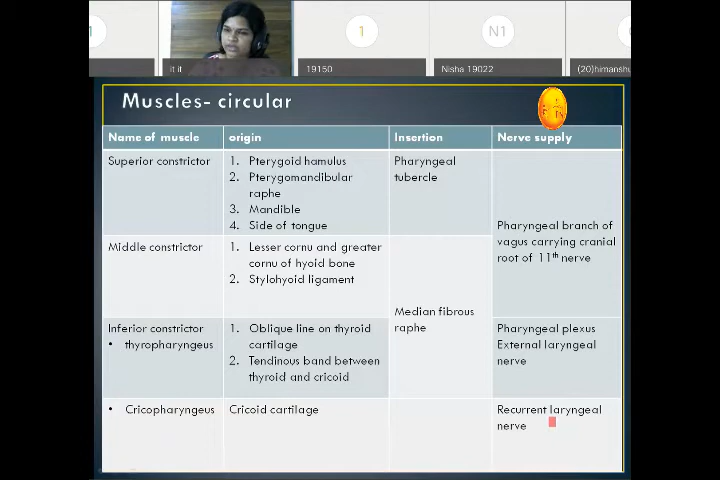 1
it it
1
19150
N1
Nisha 19022
(20)himanshu
Muscles- circular
Name of muscle
origin
Insertion
Nerve supply
Superior constrictor
1. Pterygoid hamulus
2. Pterygomandibular
raphe
3. Mandible
4. Side of tongue
Pharyngeal
tubercle
Pharyngeal branch of
vagus carrying cranial
root of 11th nerve
Middle constrictor
1. Lesser cornu and greater
cornu of hyoid bone
2. Stylohyoid ligament
Median fibrous
raphe
Inferior constrictor
• thyropharyngeus
1. Oblique line on thyroid
cartilage
2. Tendinous band between
thyroid and cricoid
Pharyngeal plexus
External laryngeal
nerve
• Cricopharyngeus
Cricoid cartilage
Recurrent laryngeal
nerve